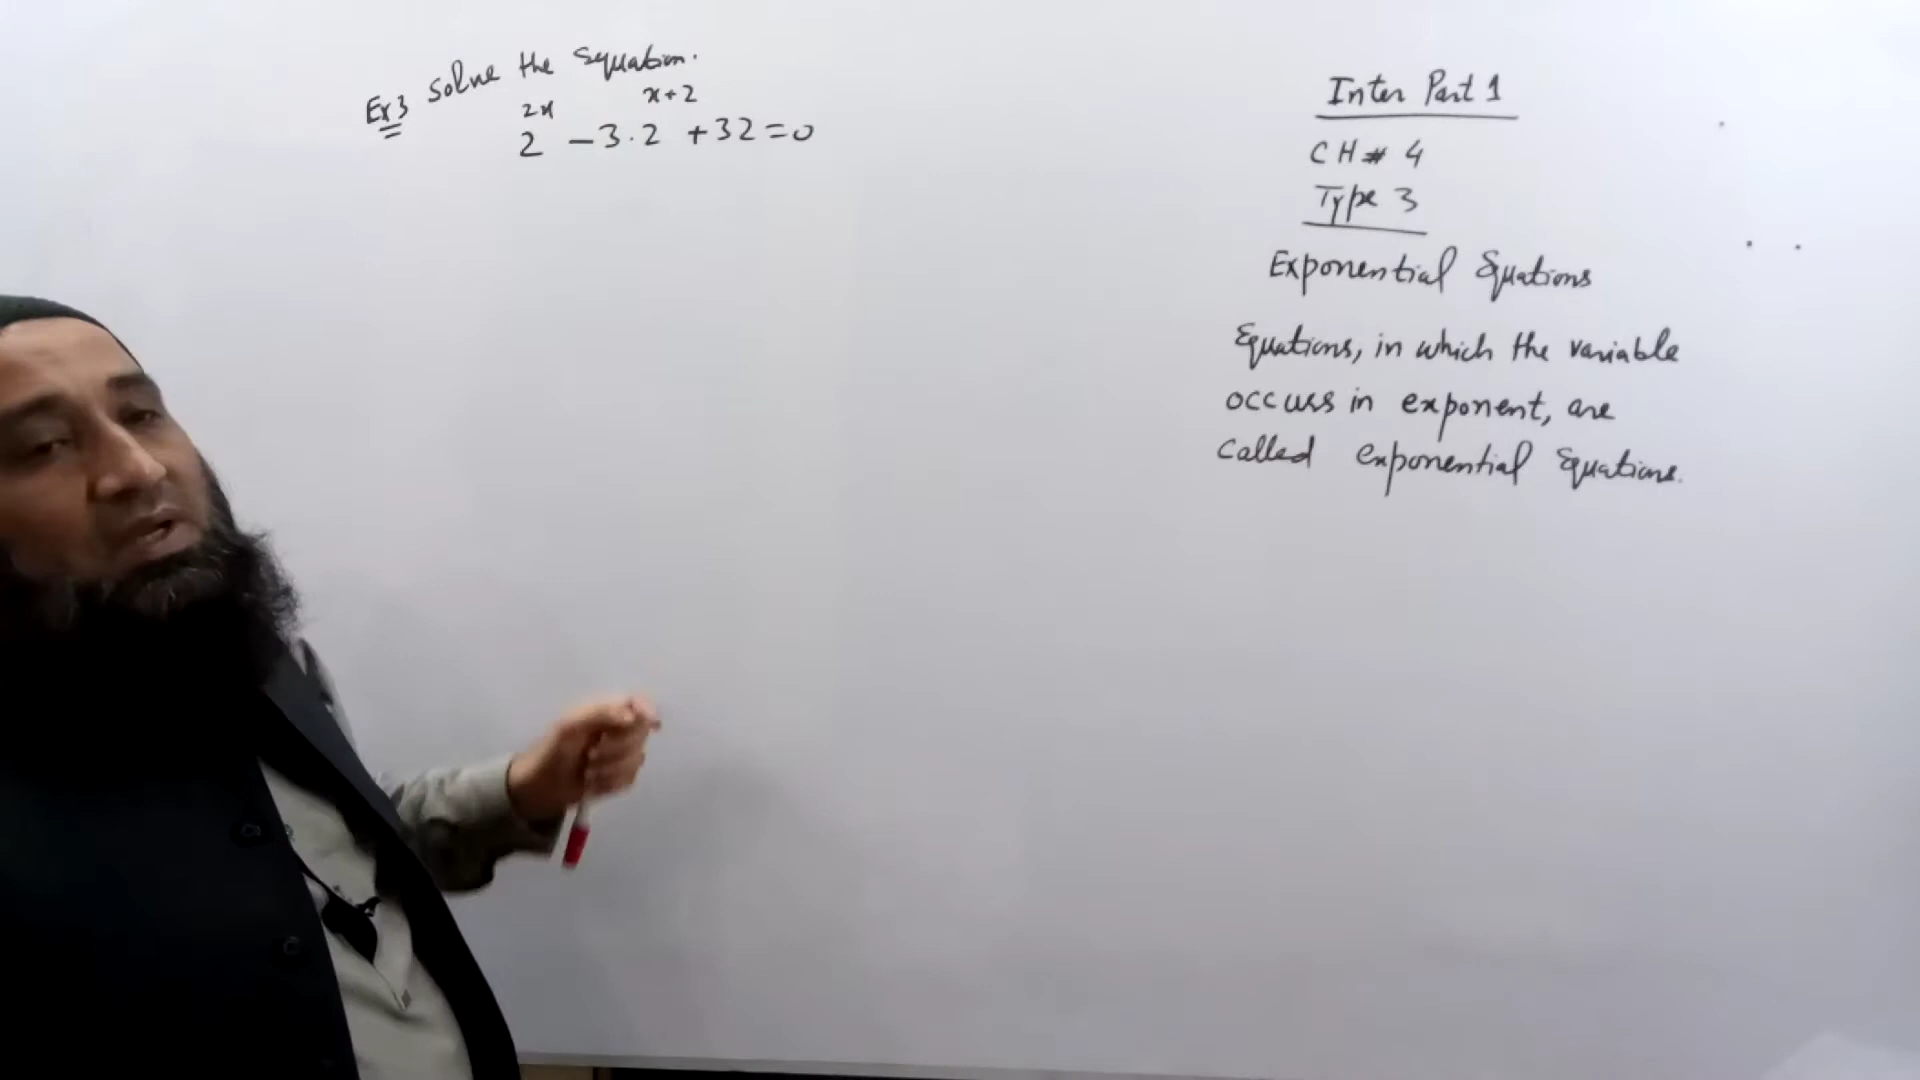 Ex3 Solve the Equation.
2^{2x} - 3.2^{x+2} + 32 = 0
Inter Part 1
CH# 4
Type 3
Exponential Equations
Equations, in which the variable
occurs in exponent, are
called exponential Equations.